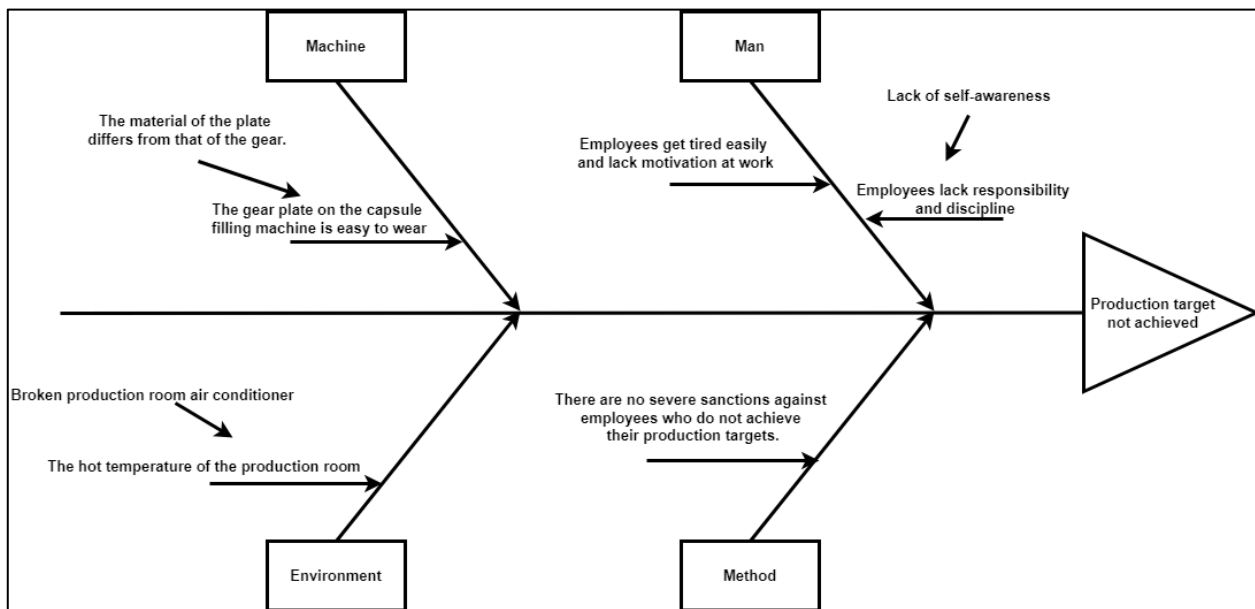 Machine
Man
Lack of self-awareness
The material of the plate
differs from that of the gear.
Employees get tired easily
and lack motivation at work
Employees lack responsibility
and discipline
The gear plate on the capsule
filling machine is easy to wear
Production target
not achieved
Broken production room air conditioner
There are no severe sanctions against
employees who do not achieve
their production targets.
The hot temperature of the production room
Environment
Method